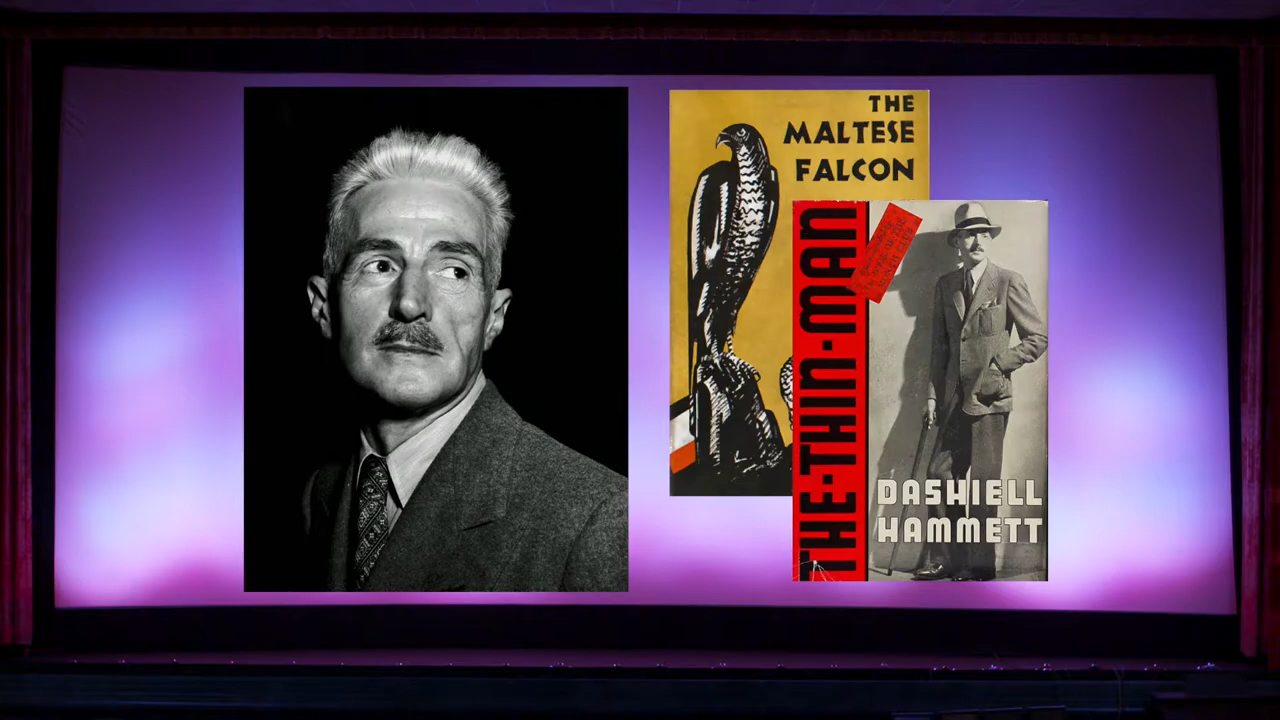 THE
MALTESE
FALCON
THE·THIN·MAN
DASHIELL
HAMMETT